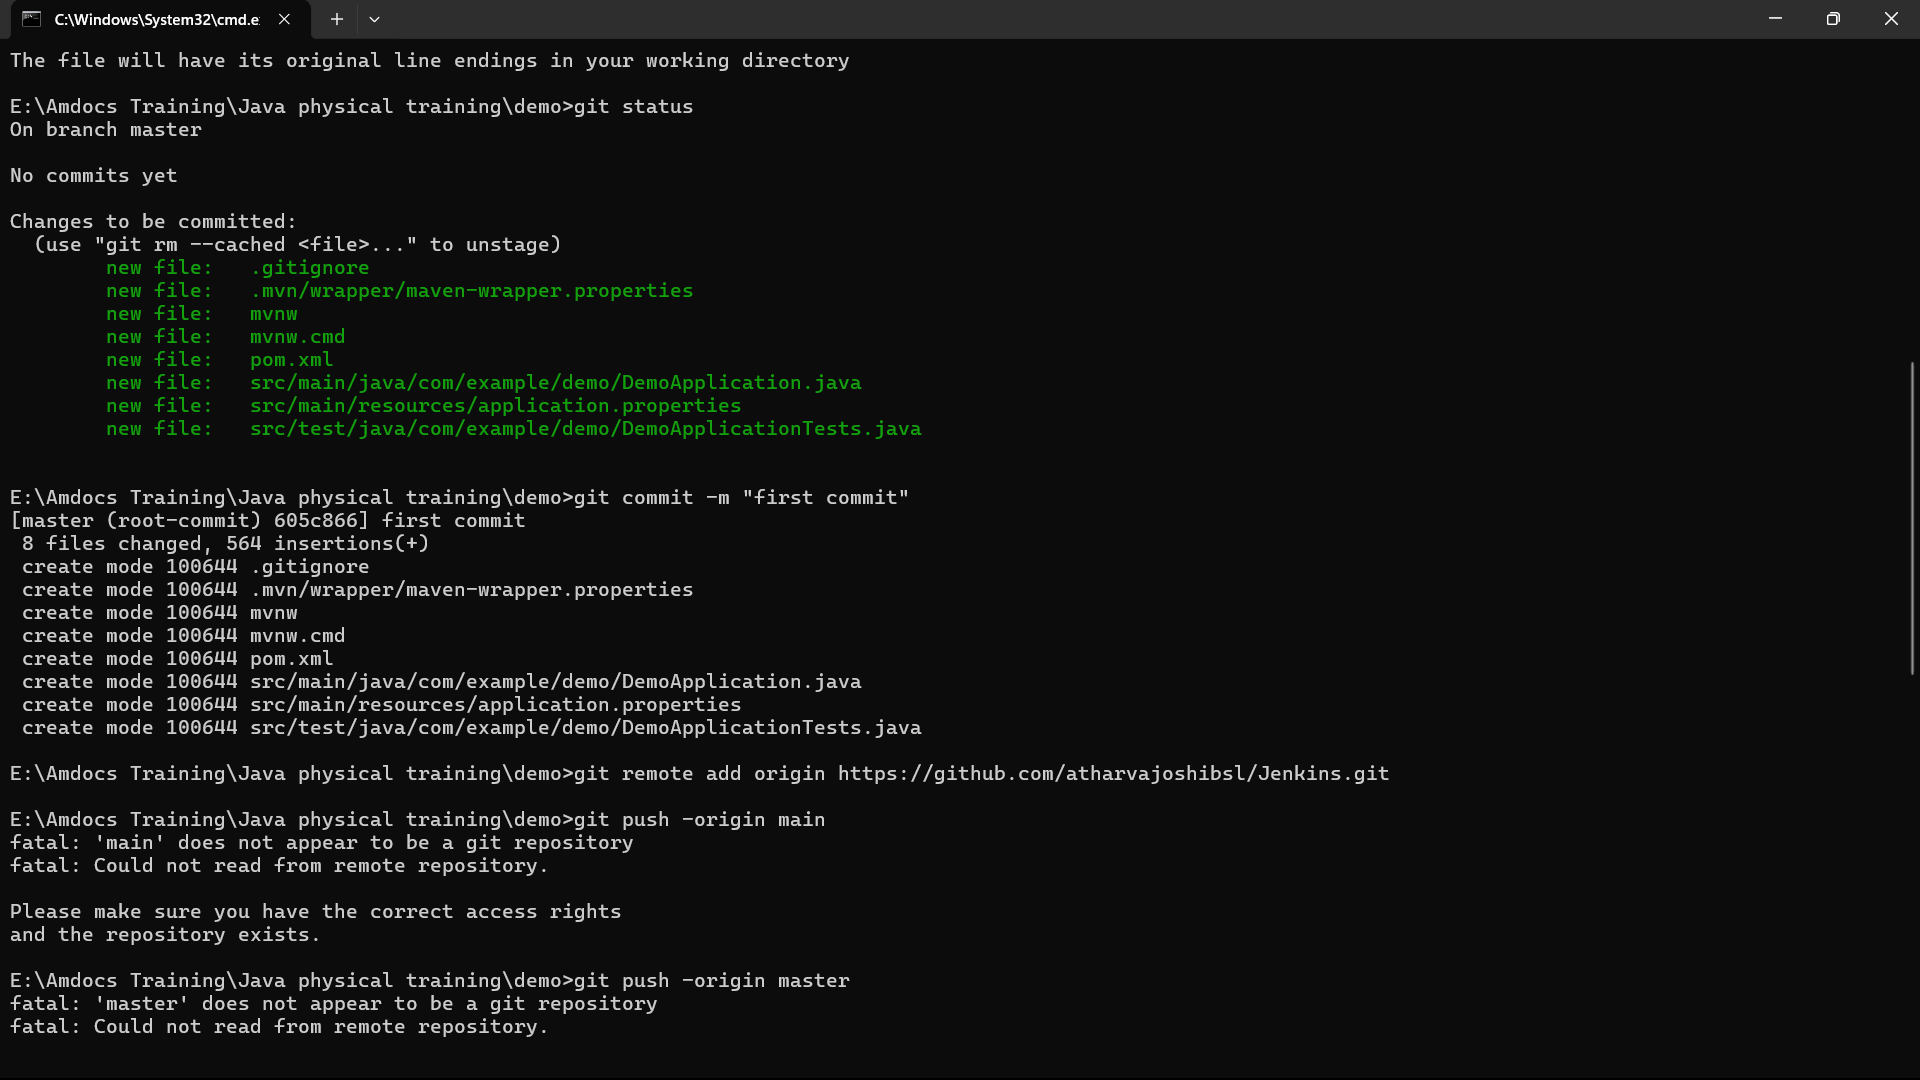 C:\Windows\System32\cmd.e
The file will have its original line endings in your working directory
E:\Amdocs Training\Java physical training\demo>git status
On branch master
No commits yet
Changes to be committed:
(use "git rm --cached <file>..." to unstage)
new file: .gitignore
new file: .mvn/wrapper/maven-wrapper.properties
new file: mvnw
new file: mvnw.cmd
new file: pom.xml
new file: src/main/java/com/example/demo/DemoApplication.java
new file: src/main/resources/application.properties
new file: src/test/java/com/example/demo/DemoApplicationTests.java
E:\Amdocs Training\Java physical training\demo>git commit -m "first commit"
[master (root-commit) 605c866] first commit
8 files changed, 564 insertions(+)
create mode 100644 .gitignore
create mode 100644 .mvn/wrapper/maven-wrapper.properties
create mode 100644 mvnw
create mode 100644 mvnw.cmd
create mode 100644 pom.xml
create mode 100644 src/main/java/com/example/demo/DemoApplication.java
create mode 100644 src/main/resources/application.properties
create mode 100644 src/test/java/com/example/demo/DemoApplicationTests.java
E:\Amdocs Training\Java physical training\demo>git remote add origin https://github.com/atharvajoshibsl/Jenkins.git
E:\Amdocs Training\Java physical training\demo>git push -origin main
fatal: 'main' does not appear to be a git repository
fatal: Could not read from remote repository.
Please make sure you have the correct access rights
and the repository exists.
E:\Amdocs Training\Java physical training\demo>git push -origin master
fatal: 'master' does not appear to be a git repository
fatal: Could not read from remote repository.